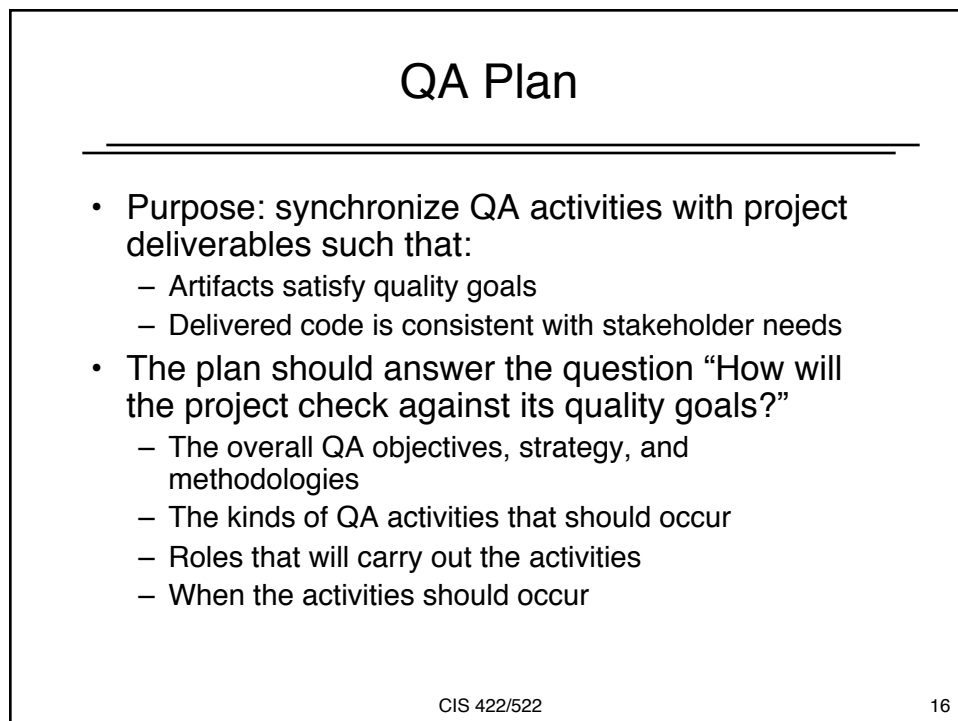 QA Plan
• Purpose: synchronize QA activities with project
deliverables such that:
– Artifacts satisfy quality goals
– Delivered code is consistent with stakeholder needs
• The plan should answer the question “How will
the project check against its quality goals?”
– The overall QA objectives, strategy, and
methodologies
– The kinds of QA activities that should occur
– Roles that will carry out the activities
– When the activities should occur
CIS 422/522
16